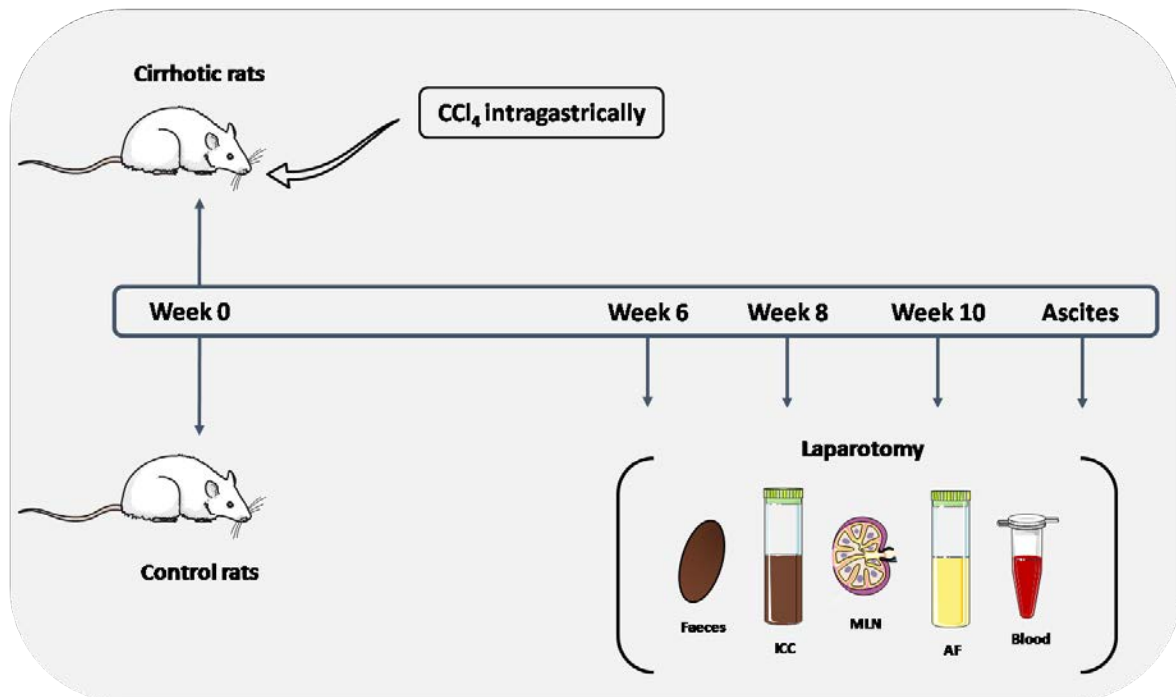 Cirrhotic rats
CCl₄ intragastrically
Week 0
Week 6
Week 8
Week 10
Ascites
Control rats
Laparotomy
Faeces
ICC
MLN
AF
Blood